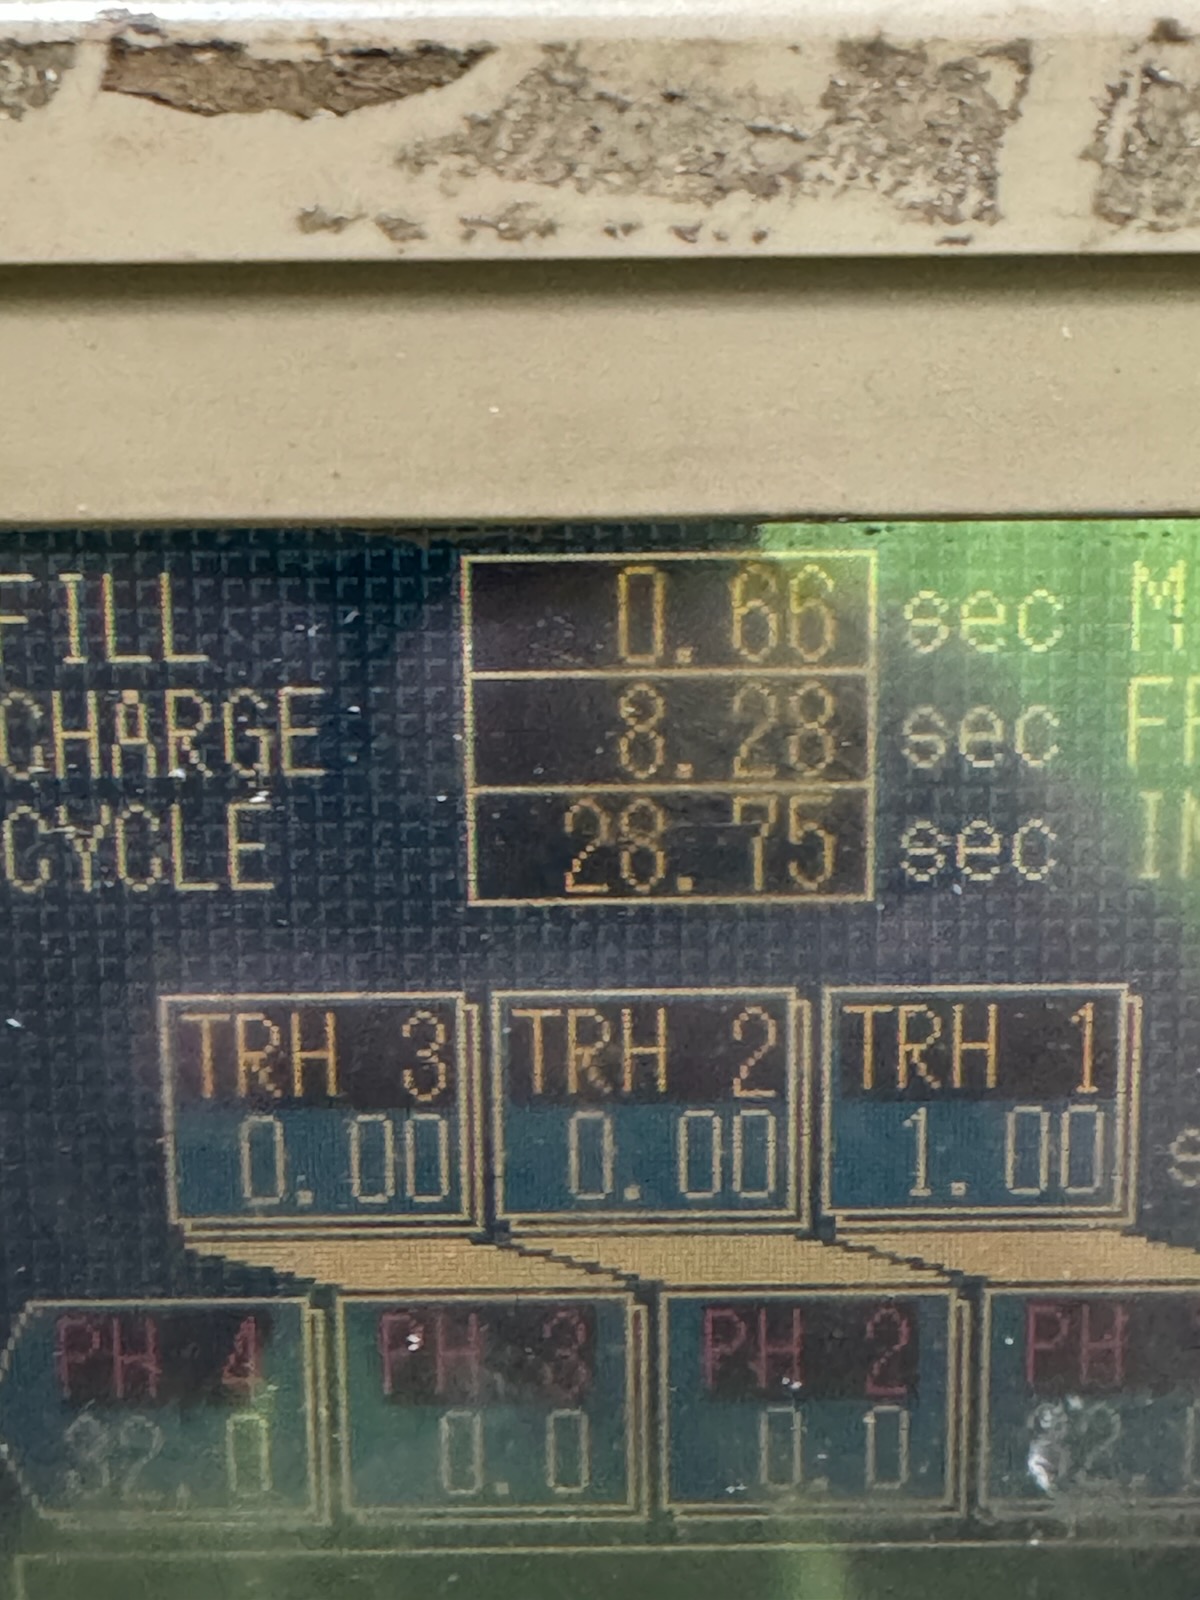 FILL 0.66 sec M
CHARGE 8.28 sec
CYCLE 28.75 sec
TRH 3 TRH 2 TRH 1
0.00 0.00 1.00 s
PH 4 PH 3 PH 2 PH
0.0 0.0